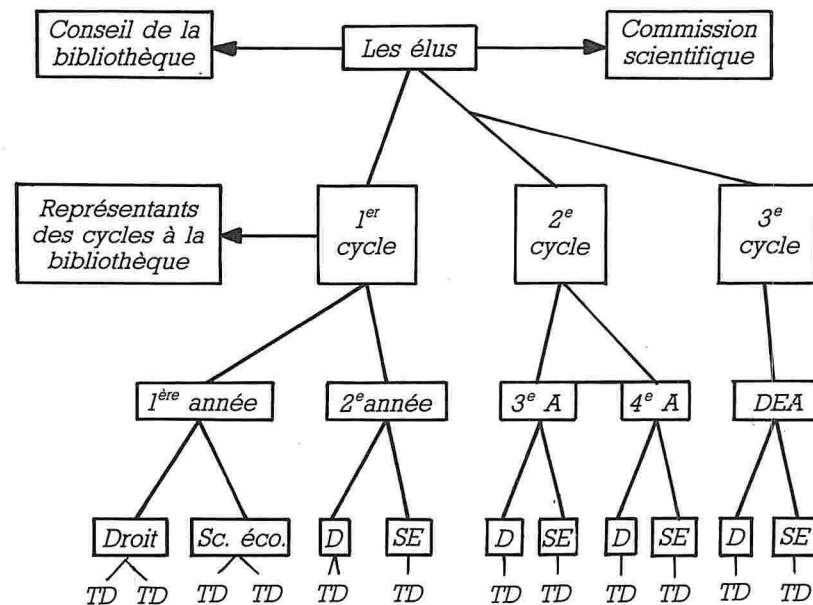 Conseil de la
bibliothèque
Les élus
Commission
scientifique
Représentants
des cycles à la
bibliothèque
1er
cycle
2e
cycle
3e
cycle
1ère année
2e année
3e A
4e A
DEA
Droit
Sc. éco.
D
SE
D
SE
D
SE
D
SE
TD TD TD TD TD TD TD TD TD TD TD TD